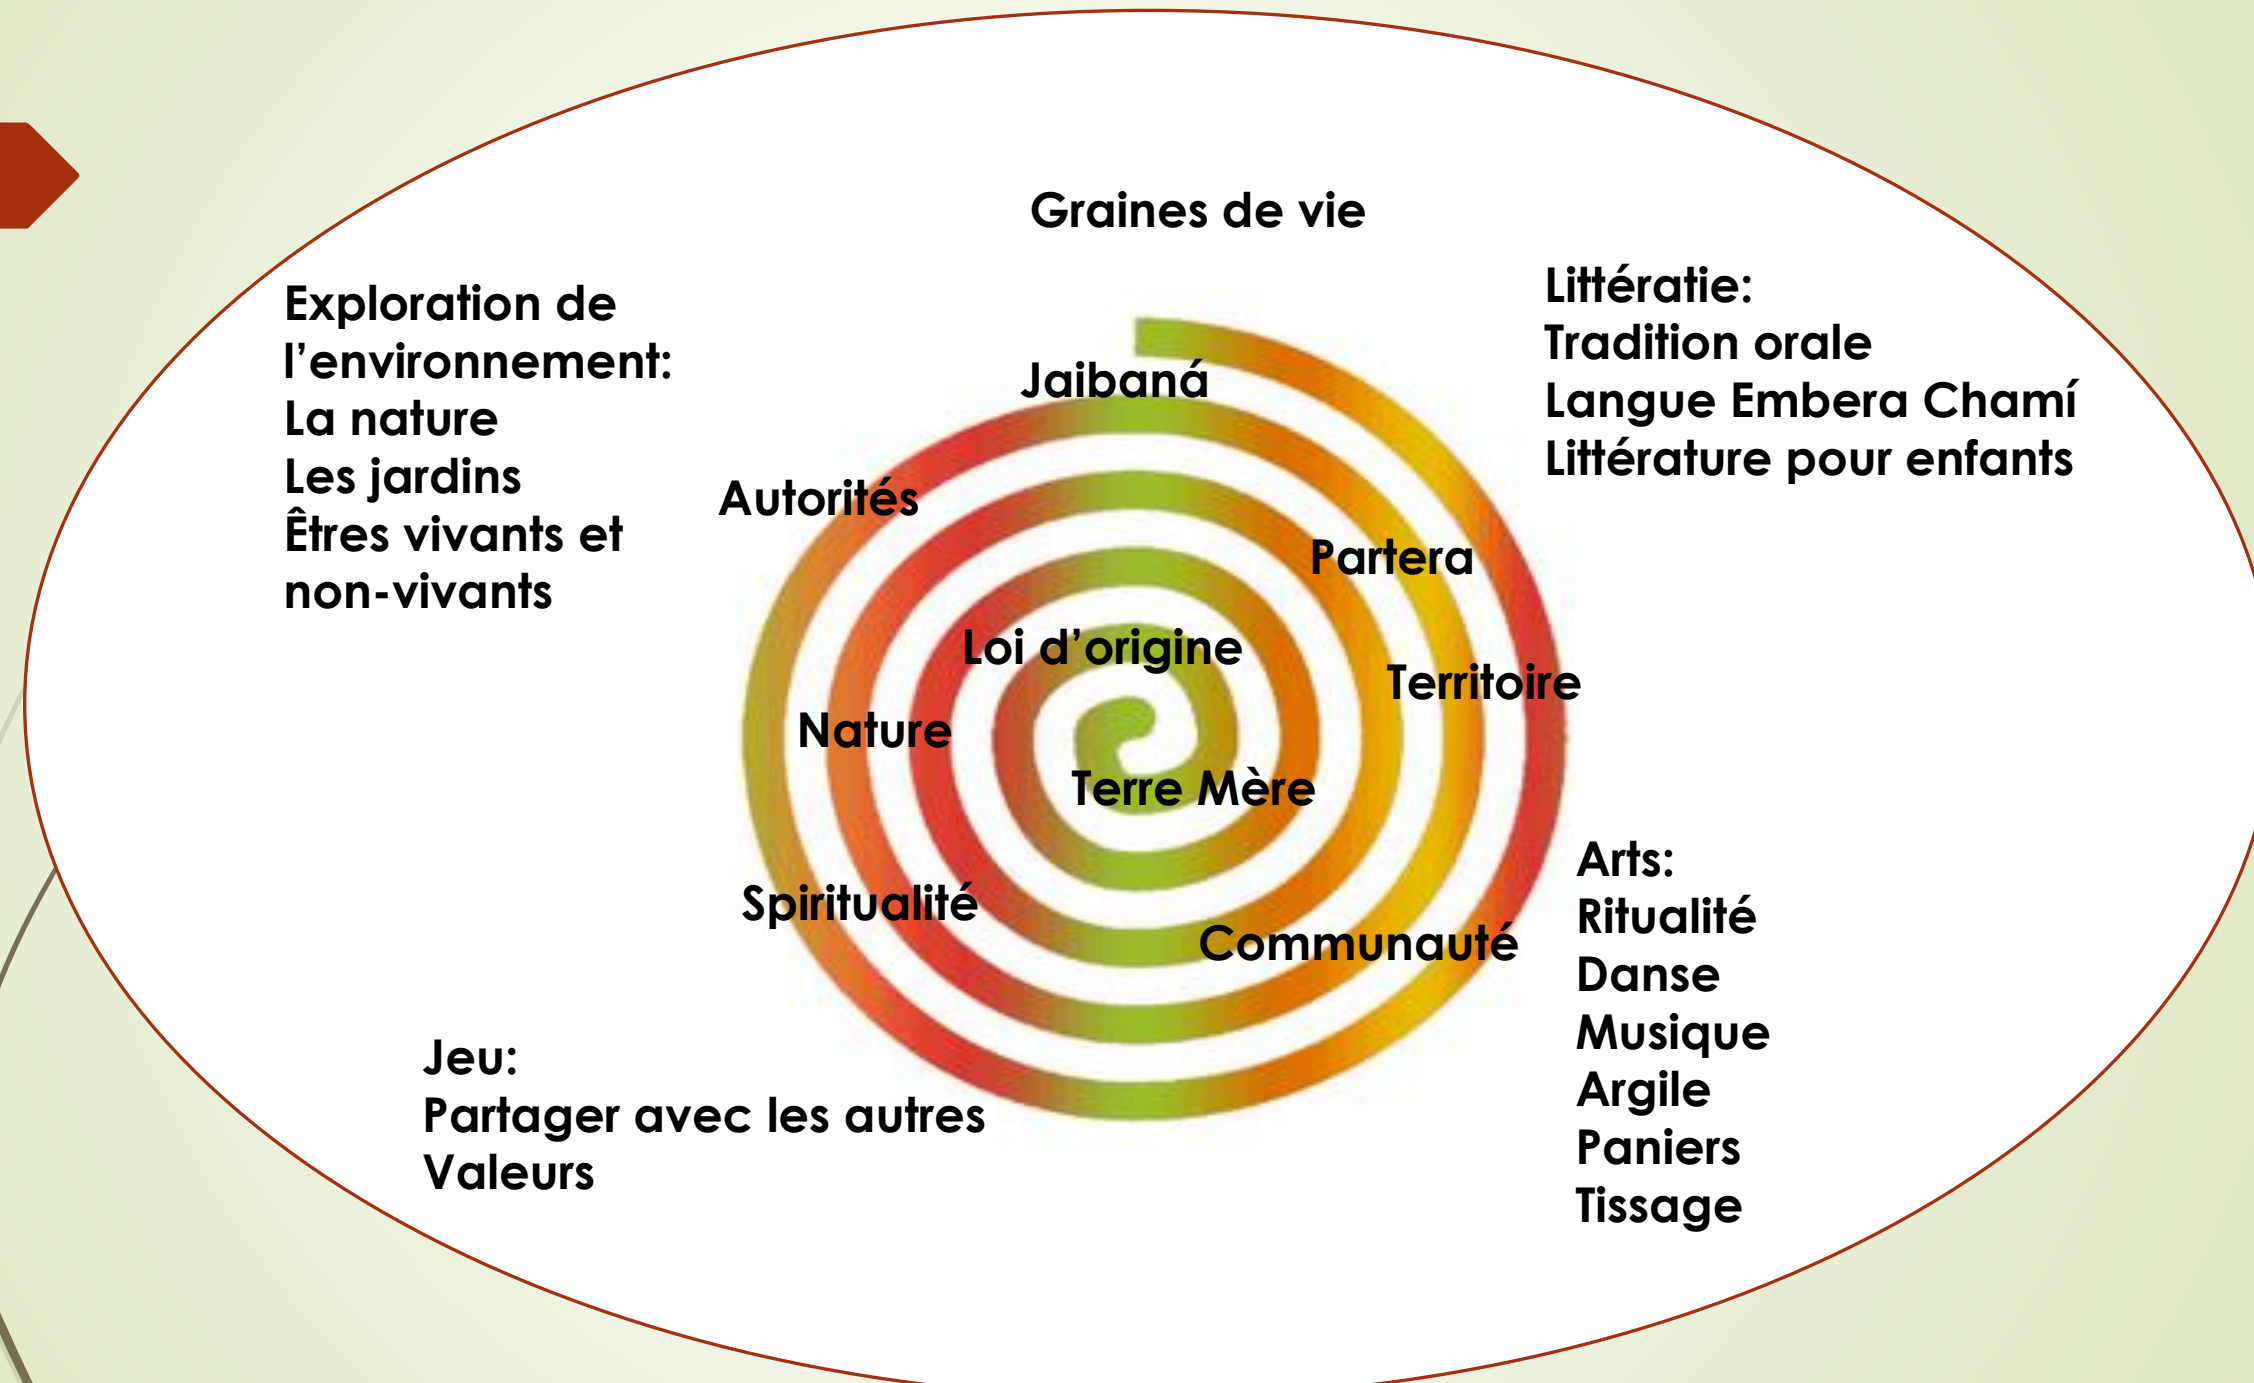 Graines de vie
Exploration de
l’environnement:
La nature
Les jardins
Êtres vivants et
non-vivants
Littératie:
Tradition orale
Langue Embera Chamí
Littérature pour enfants
Jaibaná
Autorités
Partera
Loi d’origine
Territoire
Nature
Terre Mère
Spiritualité
Communauté
Arts:
Ritualité
Danse
Musique
Argile
Paniers
Tissage
Jeu:
Partager avec les autres
Valeurs